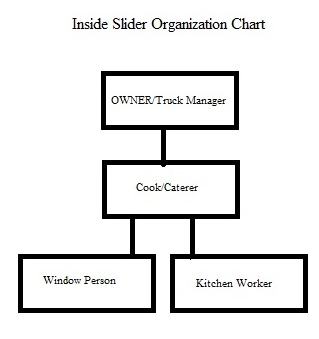 Inside Slider Organization Chart
OWNER/Truck Manager
Cook/Caterer
Window Person
Kitchen Worker